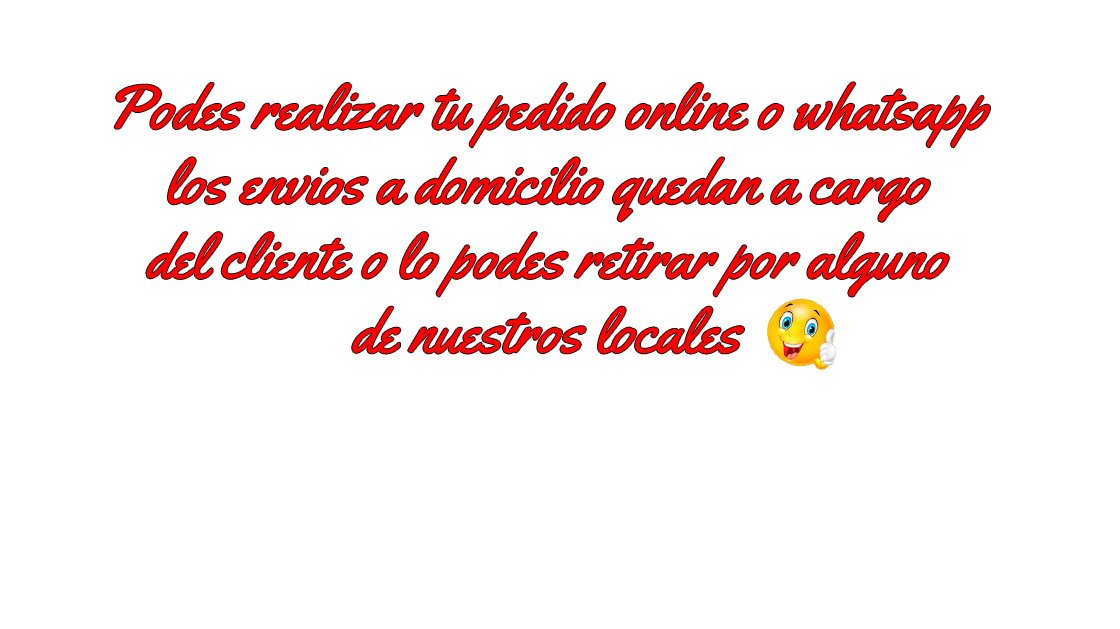 Podes realizar tu pedido online o whatsapp
los envios a domicilio quedan a cargo
del cliente o lo podes retirar por alguno
de nuestros locales